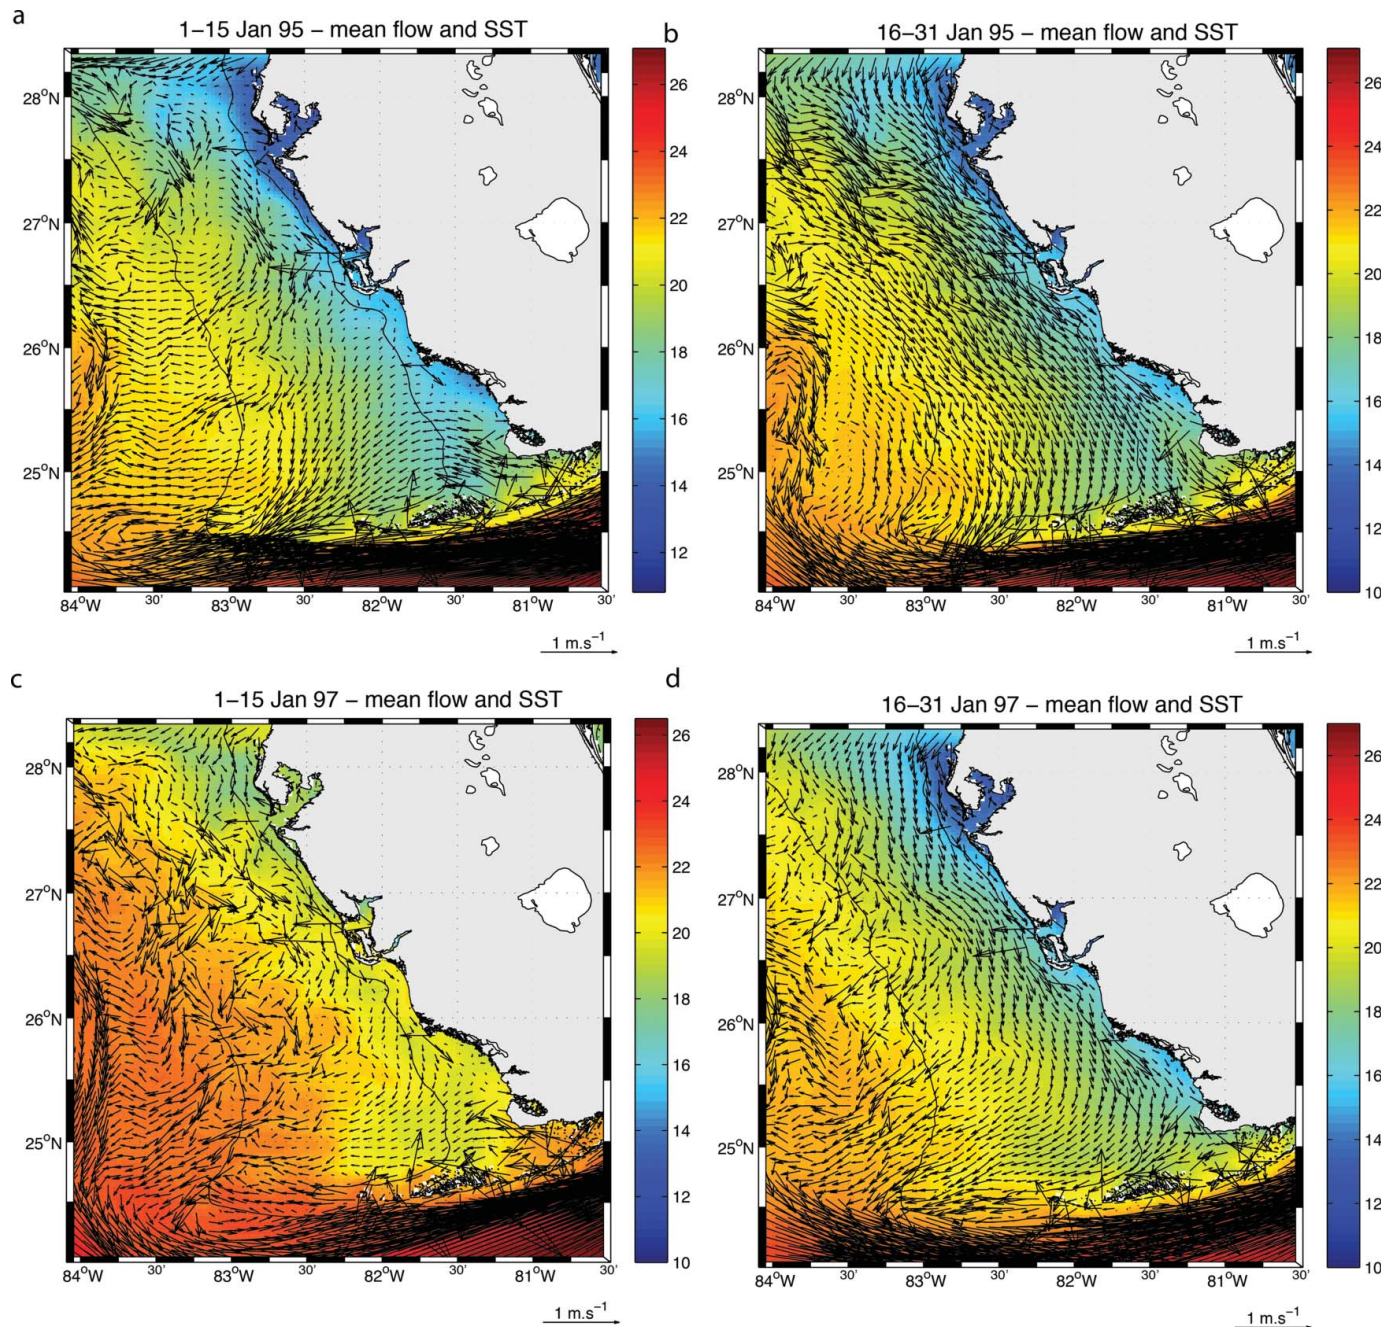 a
1–15 Jan 95 – mean flow and SST
28°N
27°N
26°N
25°N
84°W 30' 83°W 30' 82°W 30' 81°W 30'
26
24
22
20
18
16
14
12
1 m.s⁻¹
b
16–31 Jan 95 – mean flow and SST
28°N
27°N
26°N
25°N
84°W 30' 83°W 30' 82°W 30' 81°W 30'
26
24
22
20
18
16
14
12
10
1 m.s⁻¹
c
1–15 Jan 97 – mean flow and SST
28°N
27°N
26°N
25°N
84°W 30' 83°W 30' 82°W 30' 81°W 30'
26
24
22
20
18
16
14
12
10
1 m.s⁻¹
d
16–31 Jan 97 – mean flow and SST
28°N
27°N
26°N
25°N
84°W 30' 83°W 30' 82°W 30' 81°W 30'
26
24
22
20
18
16
14
12
10
1 m.s⁻¹